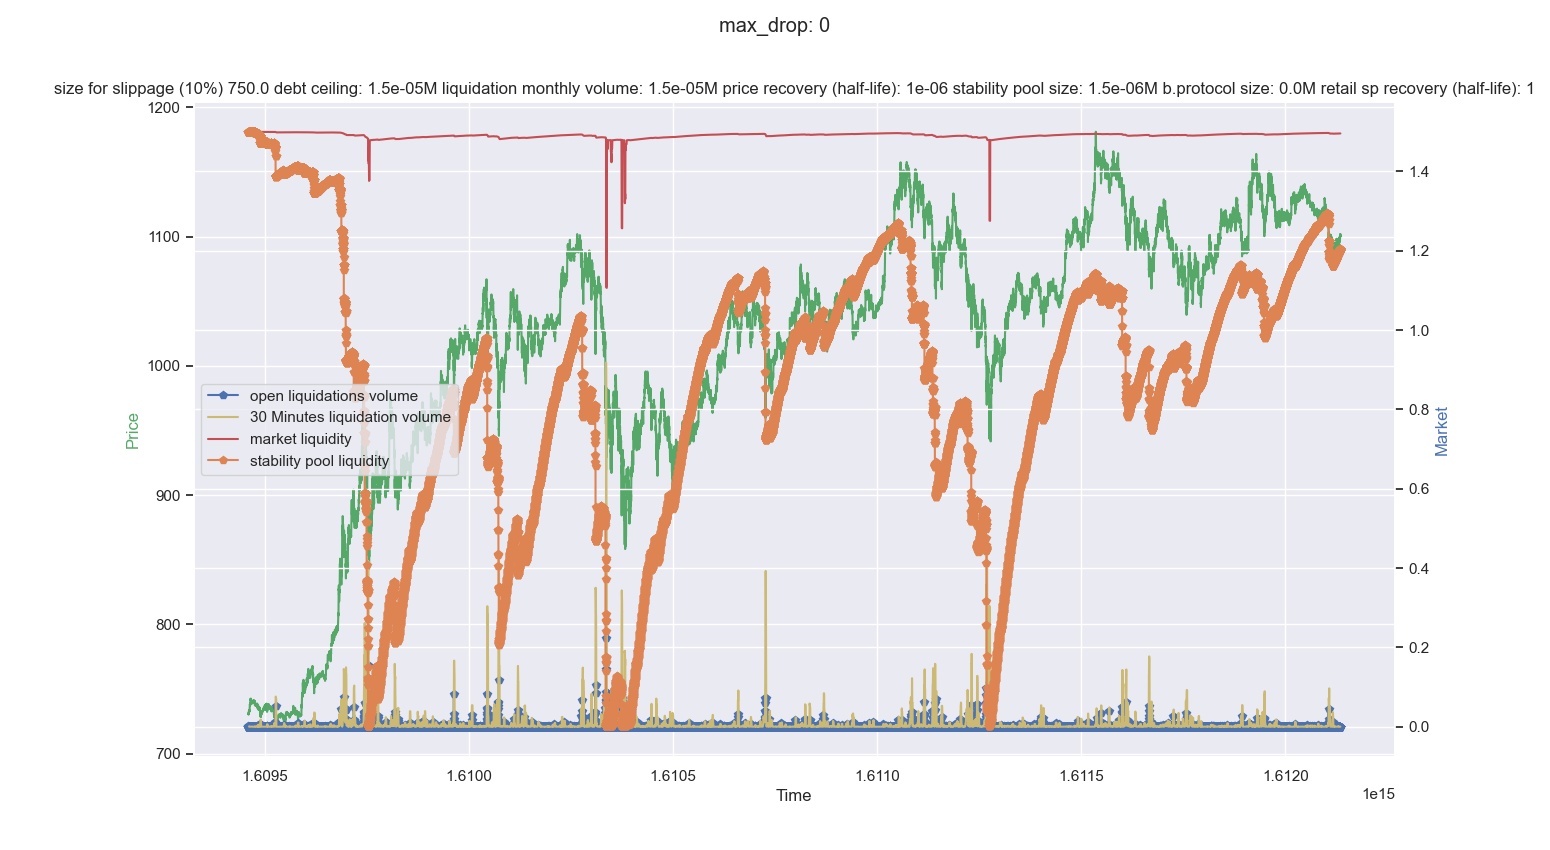 max_drop: 0
size for slippage (10%) 750.0 debt ceiling: 1.5e-05M liquidation monthly volume: 1.5e-05M price recovery (half-life): 1e-06 stability pool size: 1.5e-06M b.protocol size: 0.0M retail sp recovery (half-life): 1
1200
1100
1000
900
800
700
Price
open liquidations volume
30 Minutes liquidation volume
market liquidity
stability pool liquidity
1.4
1.2
1.0
0.8
0.6
0.4
0.2
0.0
Market
1.6095 1.6100 1.6105 1.6110 1.6115 1.6120
1e15
Time